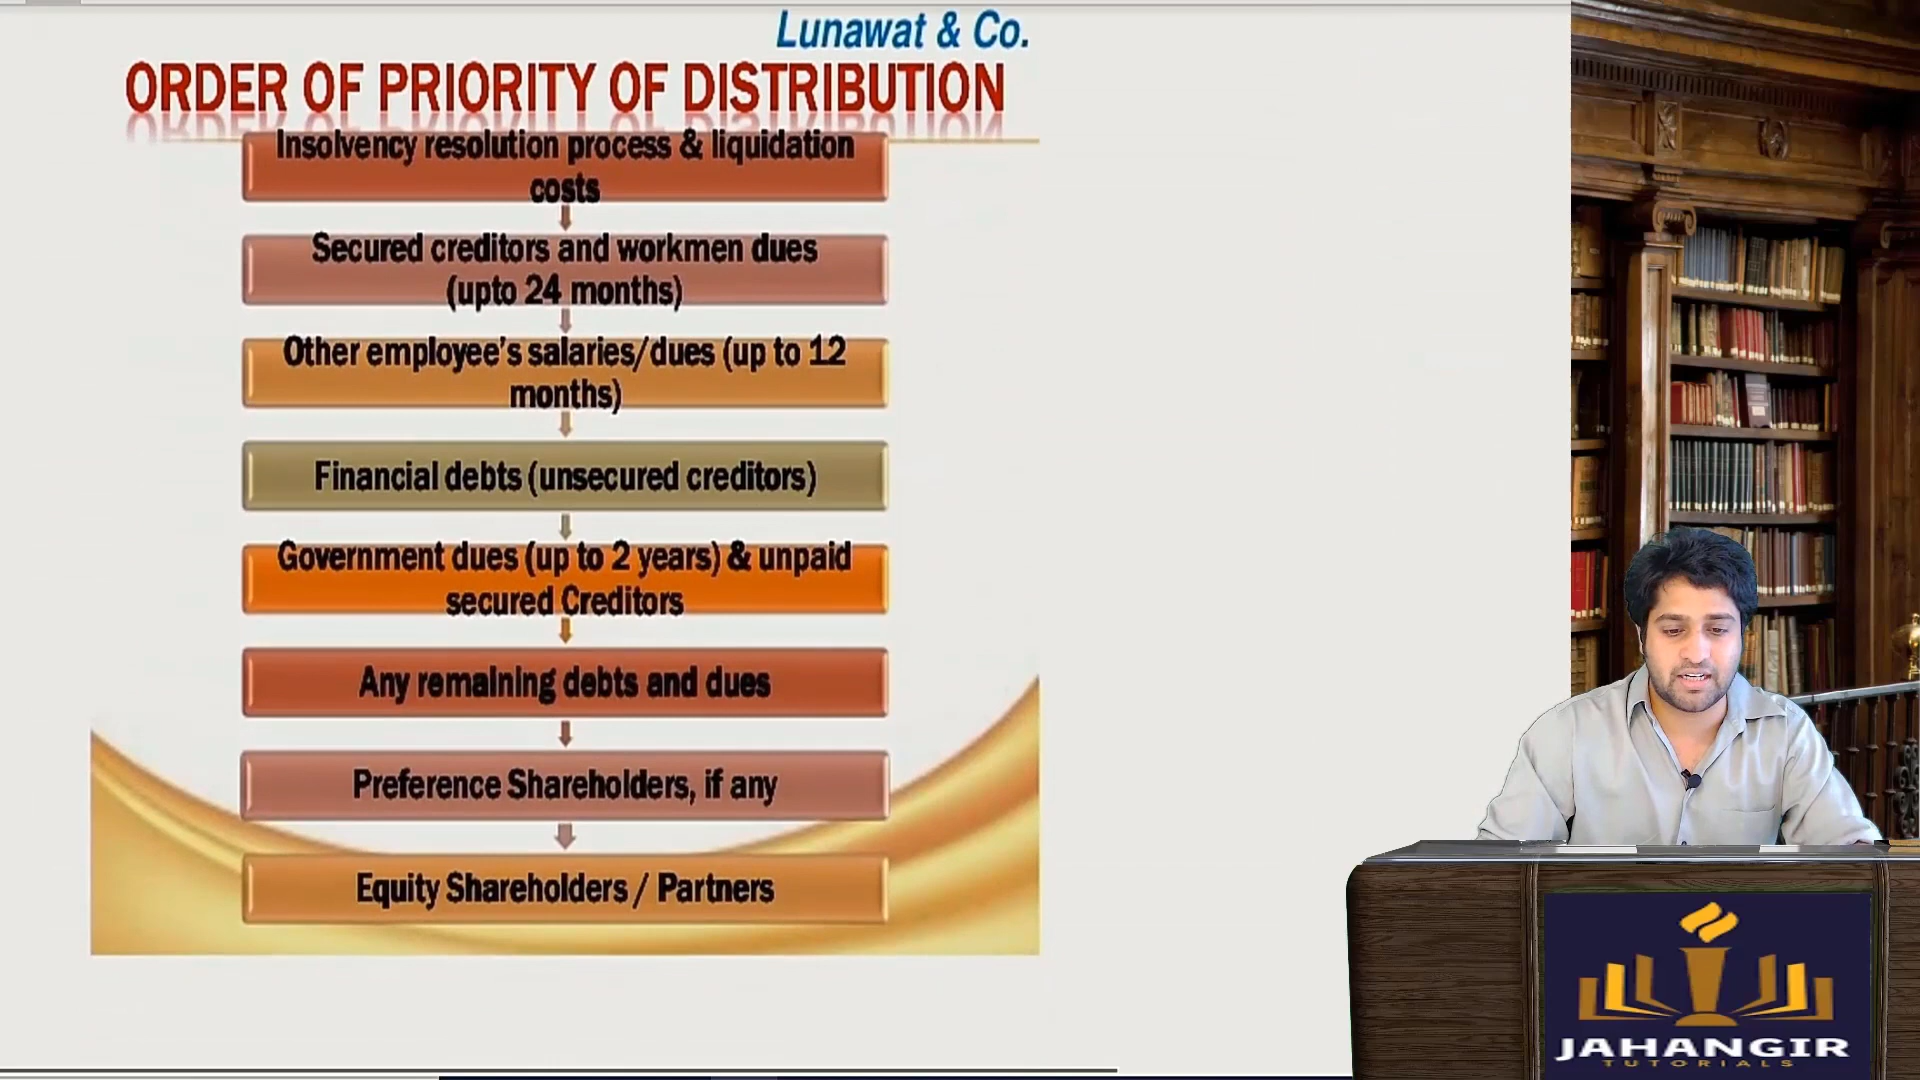 Lunawat & Co.
ORDER OF PRIORITY OF DISTRIBUTION
Insolvency resolution process & liquidation
costs
Secured creditors and workmen dues
(upto 24 months)
Other employee's salaries/dues (up to 12
months)
Financial debts (unsecured creditors)
Government dues (up to 2 years) & unpaid
secured Creditors
Any remaining debts and dues
Preference Shareholders, if any
Equity Shareholders / Partners
JAHANGIR
TUTORIALS